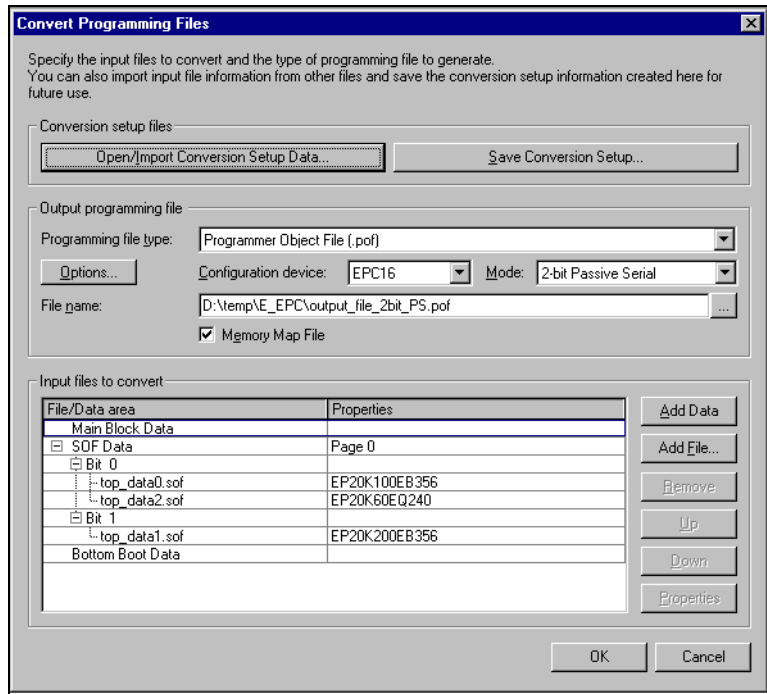 Convert Programming Files
Specify the input files to convert and the type of programming file to generate.
You can also import input file information from other files and save the conversion setup information created here for
future use.
Conversion setup files
Open/Import Conversion Setup Data...
Save Conversion Setup...
Output programming file
Programming file type:
Programmer Object File (.pof)
Options...
Configuration device:
EPC16
Mode:
2-bit Passive Serial
File name:
D:\temp\E_EPC\output_file_2bit_PS.pof
...
Memory Map File
Input files to convert
File/Data area
Properties
Main Block Data
SOF Data
Page 0
Bit 0
top_data0.sof
EP20K100EB356
top_data2.sof
EP20K60EQ240
Bit 1
top_data1.sof
EP20K200EB356
Bottom Boot Data
Add Data
Add File...
Remove
Up
Down
Properties
OK
Cancel